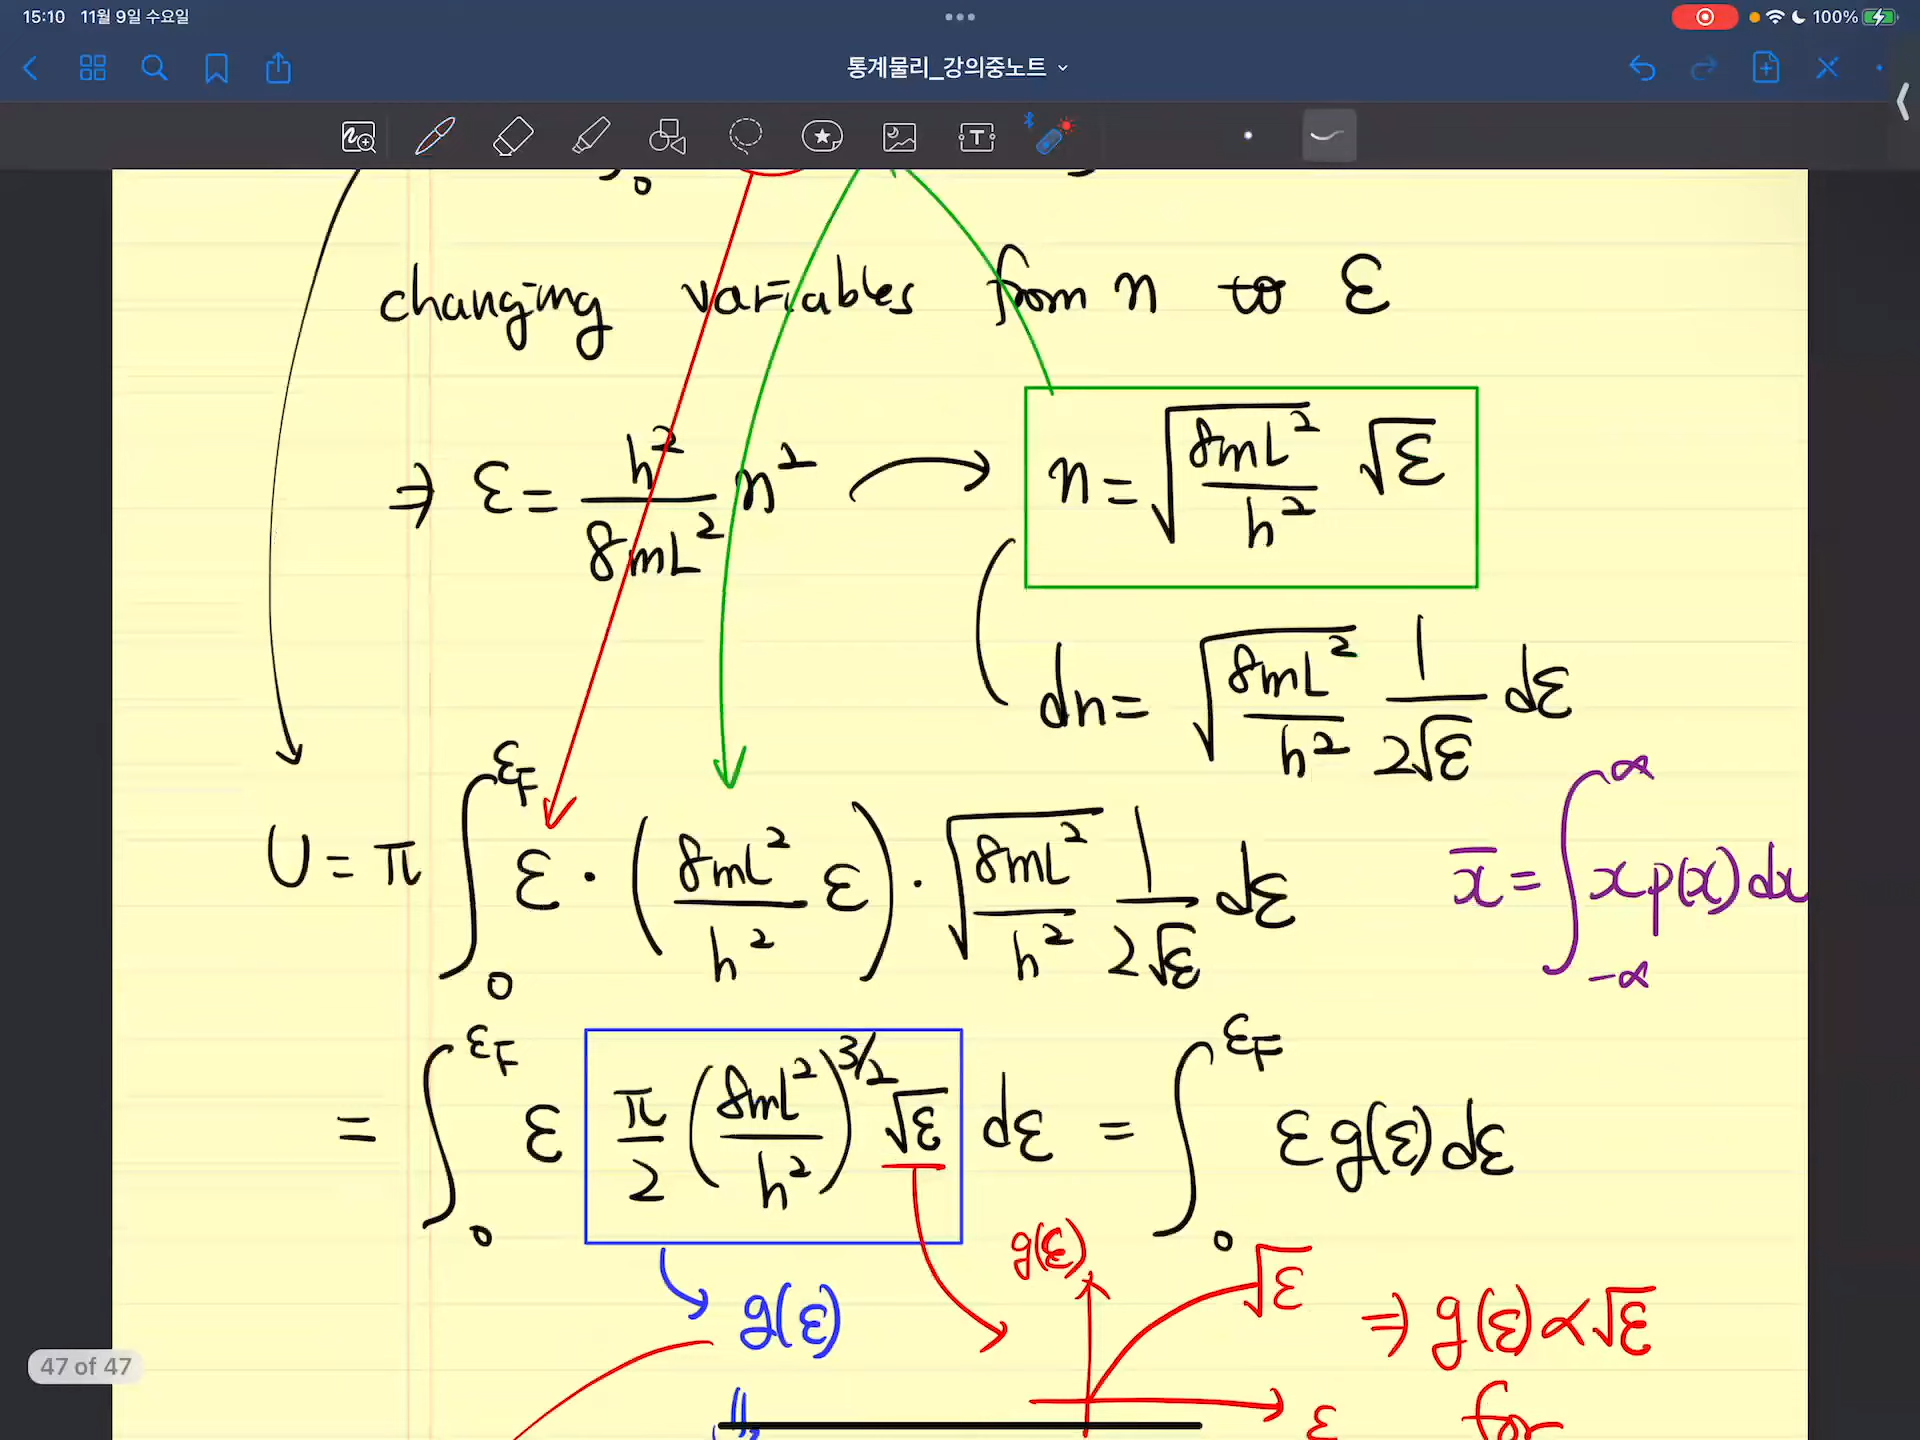 15:10 11월 9일 수요일 100%
통계물리_강의중노트
0
changing variables from n to ε
⇒ ε = h²/8mL² n²
n = √(8mL²/h²) √ε
dn = √(8mL²/h²) 1/(2√ε) dε
U = π ∫₀^εF ε · (8mL²/h² ε) · √(8mL²/h²) 1/(2√ε) dε
x̄ = ∫_{-∝}^{∝} x p(x) dx
= ∫₀^εF ε π/2 (8mL²/h²)^{3/2} √ε dε = ∫₀^εF ε g(ε) dε
g(ε)
√ε
g(ε)
⇒ g(ε) ∝ √ε
47 of 47
ε
for